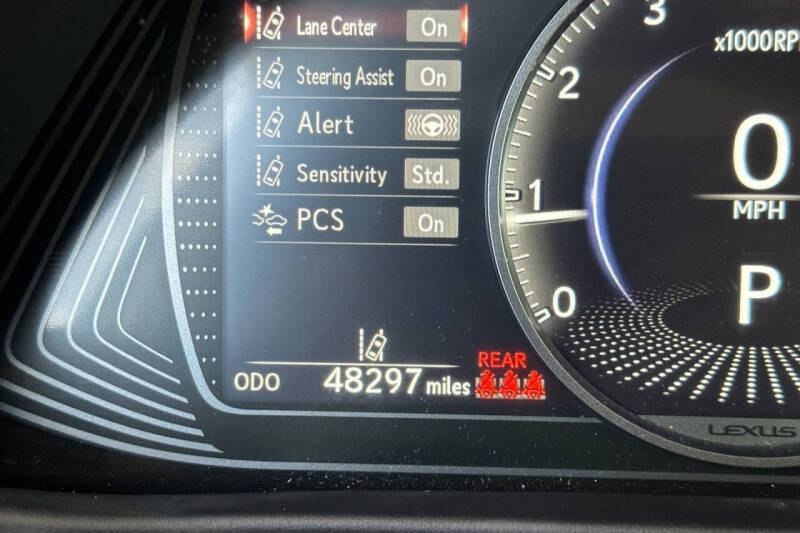 Lane Center On
Steering Assist On
Alert
Sensitivity Std.
PCS On
ODO 48297 miles
REAR
3
2
1
0
0
MPH
P
LEXUS